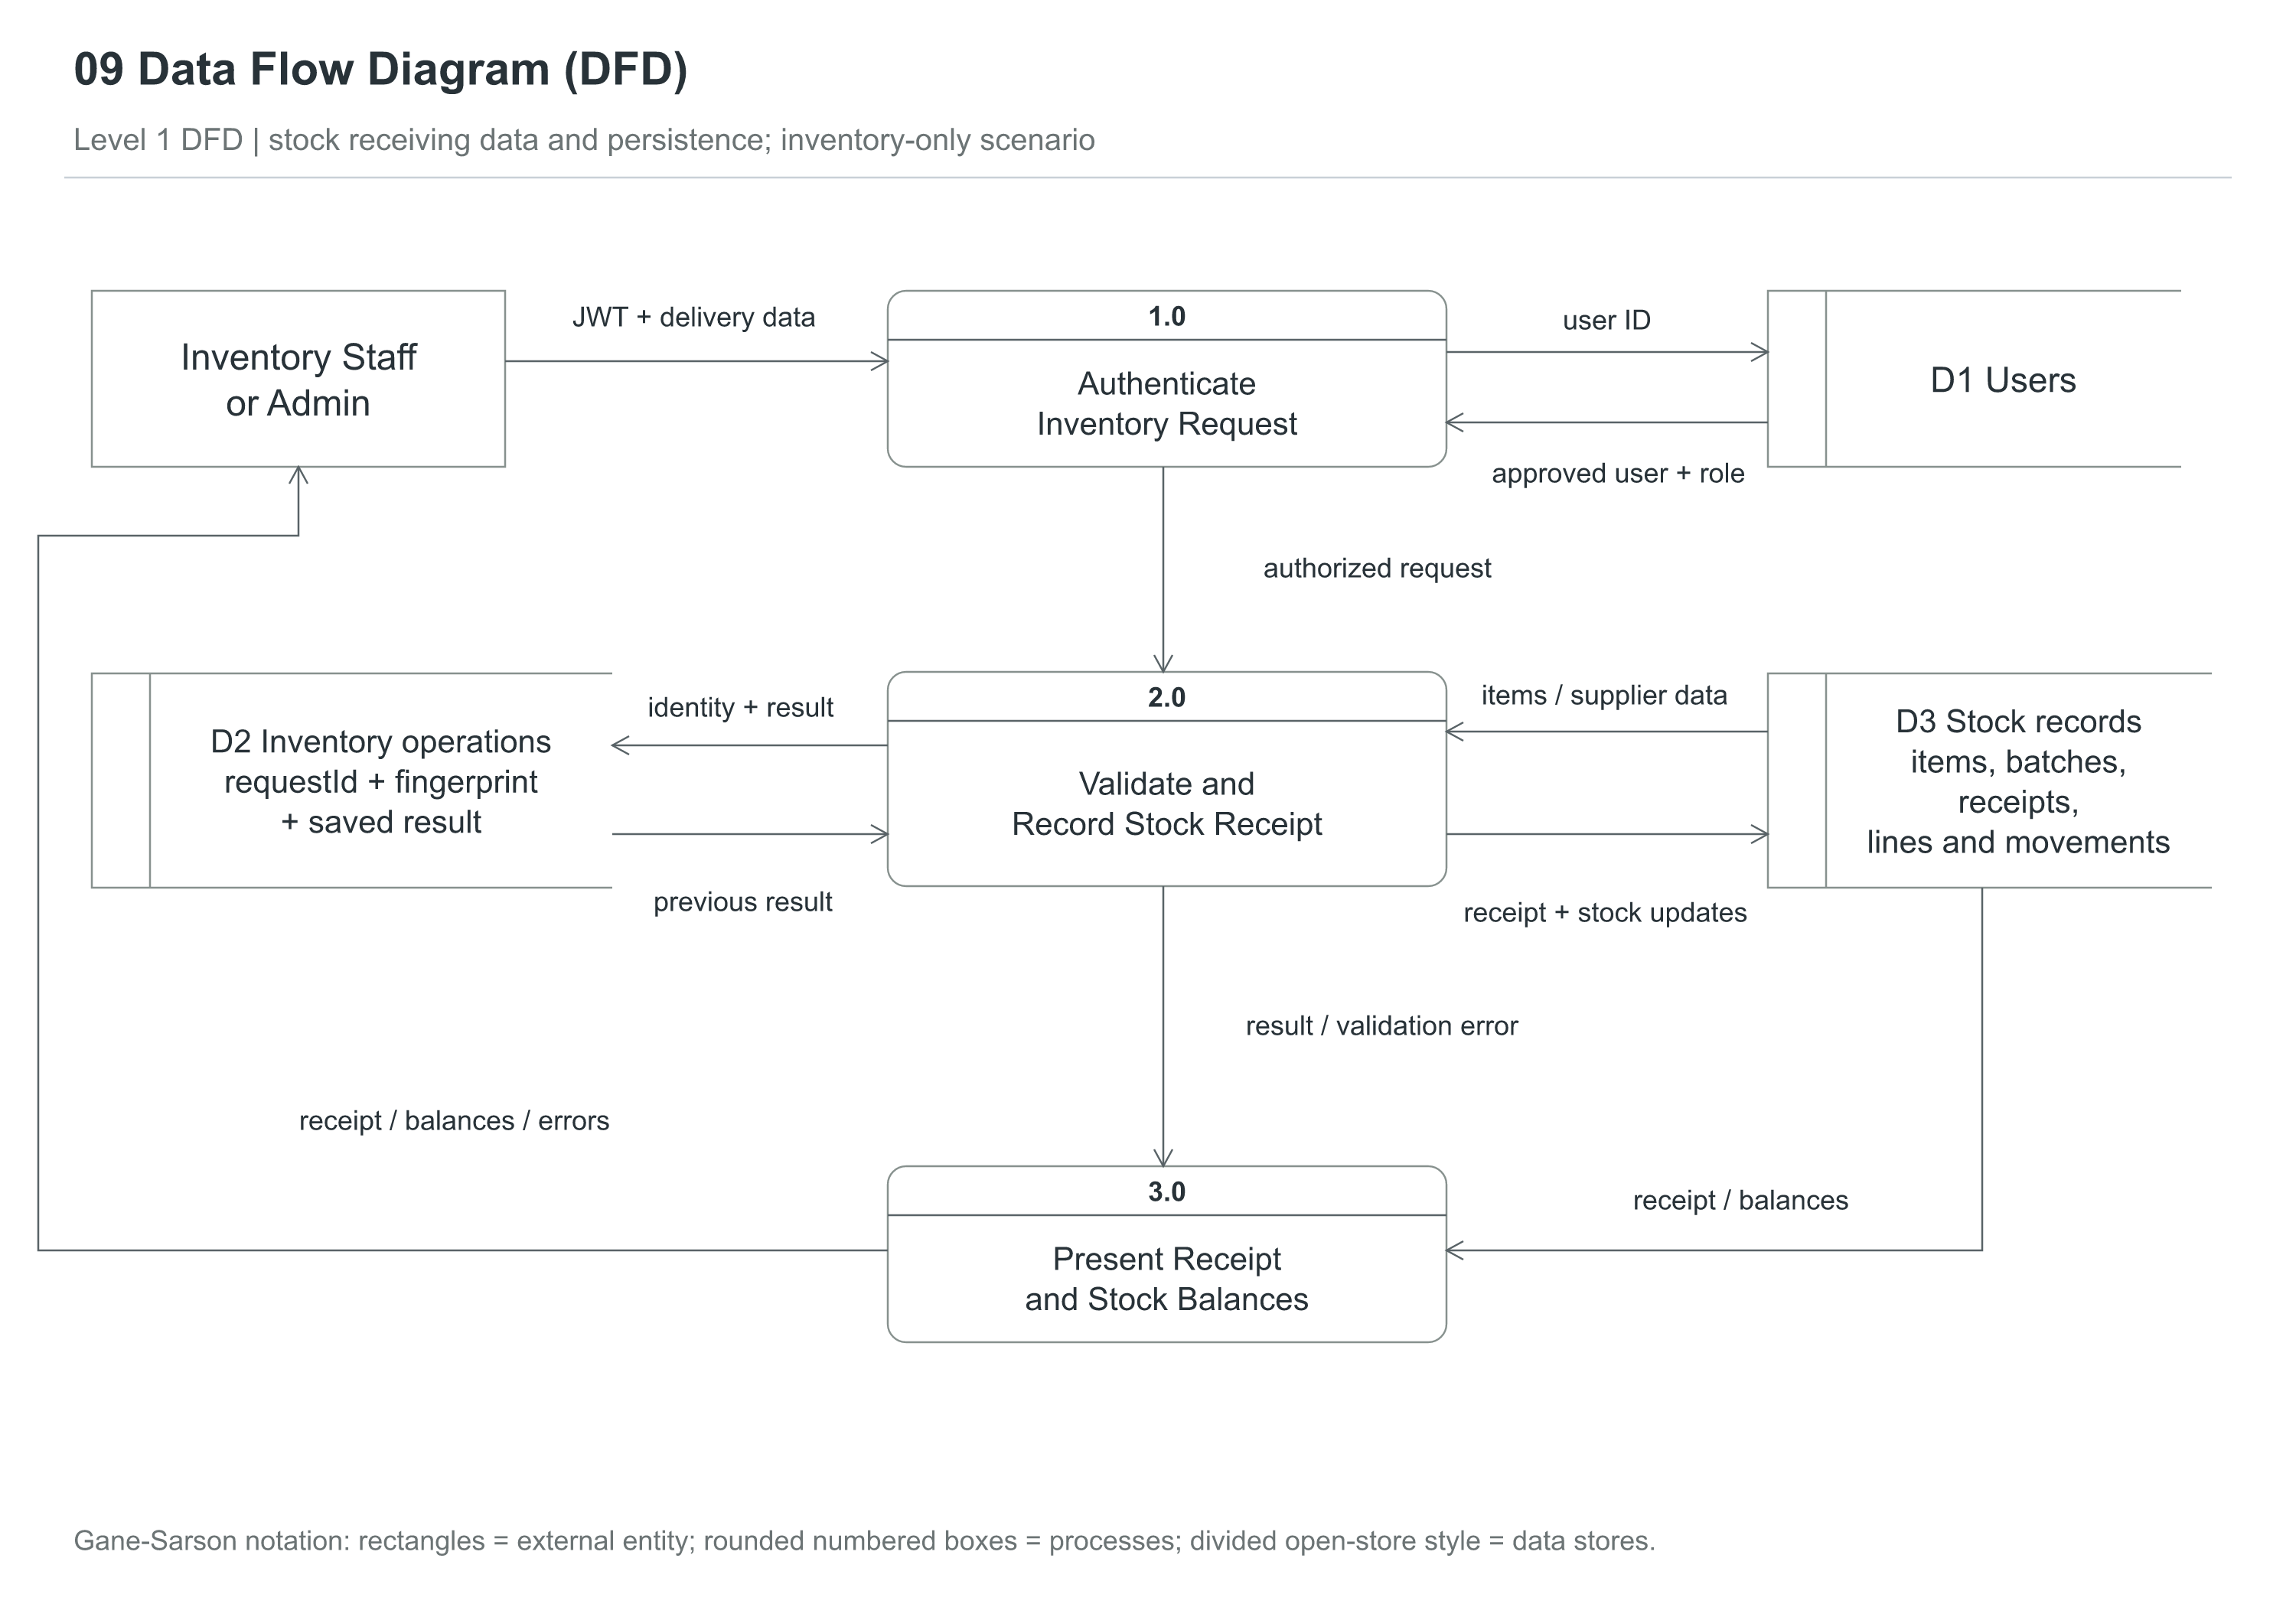 09 Data Flow Diagram (DFD)
Level 1 DFD | stock receiving data and persistence; inventory-only scenario
Inventory Staff
or Admin
JWT + delivery data
1.0
Authenticate
Inventory Request
user ID
approved user + role
D1 Users
authorized request
D2 Inventory operations
requestId + fingerprint
+ saved result
identity + result
previous result
2.0
Validate and
Record Stock Receipt
items / supplier data
receipt + stock updates
D3 Stock records
items, batches,
receipts,
lines and movements
result / validation error
receipt / balances / errors
3.0
Present Receipt
and Stock Balances
receipt / balances
Gane-Sarson notation: rectangles = external entity; rounded numbered boxes = processes; divided open-store style = data stores.